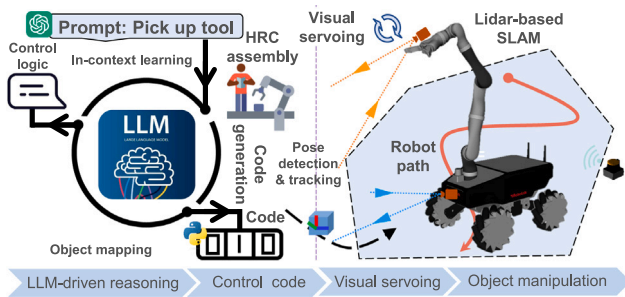 Prompt: Pick up tool
Control
logic
In-context learning
HRC
assembly
LLM
LARGE LANGUAGE MODEL
Code
generation
Code
Object mapping
Visual
servoing
Lidar-based
SLAM
Pose
detection
& tracking
Robot
path
LLM-driven reasoning
Control code
Visual servoing
Object manipulation